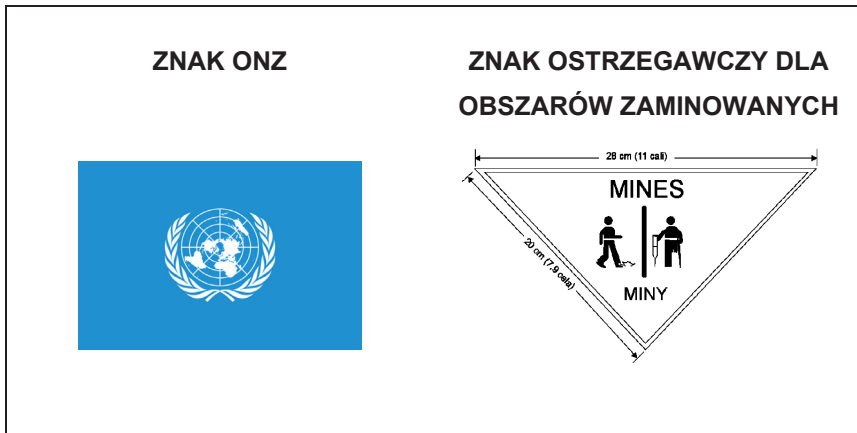 ZNAK ONZ
ZNAK OSTRZEGAWCZY DLA
OBSZARÓW ZAMINOWANYCH
28 cm (11 cali)
MINES
20 cm (7.9 cala)
MINY